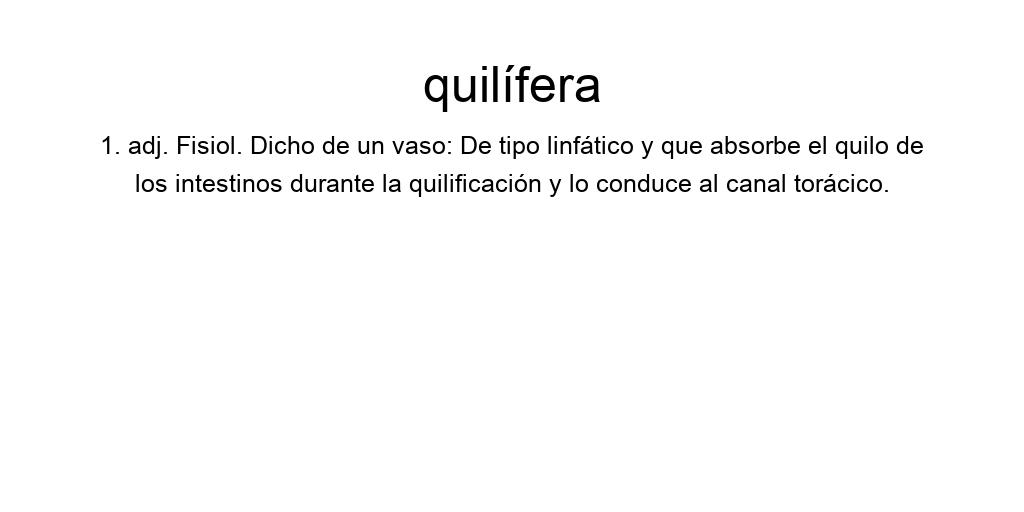 quilífera
1. adj. Fisiol. Dicho de un vaso: De tipo linfático y que absorbe el quilo de
los intestinos durante la quilificación y lo conduce al canal torácico.